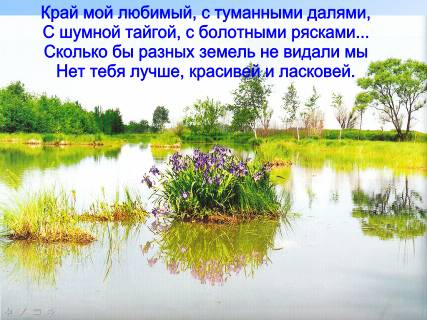 Край мой любимый, с туманными далями,
С шумной тайгой, с болотными рясками...
Сколько бы разных земель не видали мы
Нет тебя лучше, красивей и ласковей.